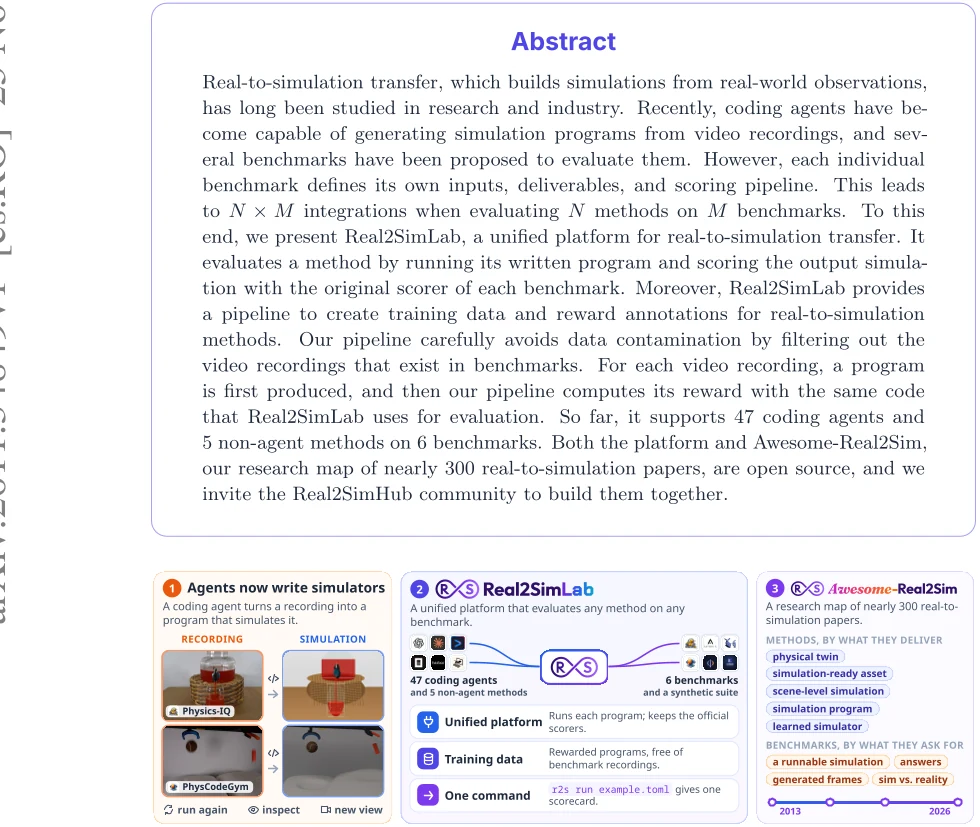 Abstract
Real-to-simulation transfer, which builds simulations from real-world observations,
has long been studied in research and industry. Recently, coding agents have be-
come capable of generating simulation programs from video recordings, and sev-
eral benchmarks have been proposed to evaluate them. However, each individual
benchmark defines its own inputs, deliverables, and scoring pipeline. This leads
to N × M integrations when evaluating N methods on M benchmarks. To this
end, we present Real2SimLab, a unified platform for real-to-simulation transfer. It
evaluates a method by running its written program and scoring the output simula-
tion with the original scorer of each benchmark. Moreover, Real2SimLab provides
a pipeline to create training data and reward annotations for real-to-simulation
methods. Our pipeline carefully avoids data contamination by filtering out the
video recordings that exist in benchmarks. For each video recording, a program
is first produced, and then our pipeline computes its reward with the same code
that Real2SimLab uses for evaluation. So far, it supports 47 coding agents and
5 non-agent methods on 6 benchmarks. Both the platform and Awesome-Real2Sim,
our research map of nearly 300 real-to-simulation papers, are open source, and we
invite the Real2SimHub community to build them together.
1 Agents now write simulators
A coding agent turns a recording into a
program that simulates it.
RECORDING SIMULATION
Physics-IQ
</>
PhysCodeGym
</>
run again inspect new view
2 RS Real2SimLab
A unified platform that evaluates any method on any
benchmark.
RS
47 coding agents
and 5 non-agent methods
6 benchmarks
and a synthetic suite
Unified platform Runs each program; keeps the official
scorers.
Training data Rewarded programs, free of
benchmark recordings.
One command r2s run example.toml gives one
scorecard.
3 RS Awesome-Real2Sim
A research map of nearly 300 real-to-
simulation papers.
METHODS, BY WHAT THEY DELIVER
physical twin
simulation-ready asset
scene-level simulation
simulation program
learned simulator
BENCHMARKS, BY WHAT THEY ASK FOR
a runnable simulation answers
generated frames sim vs. reality
2013 2026